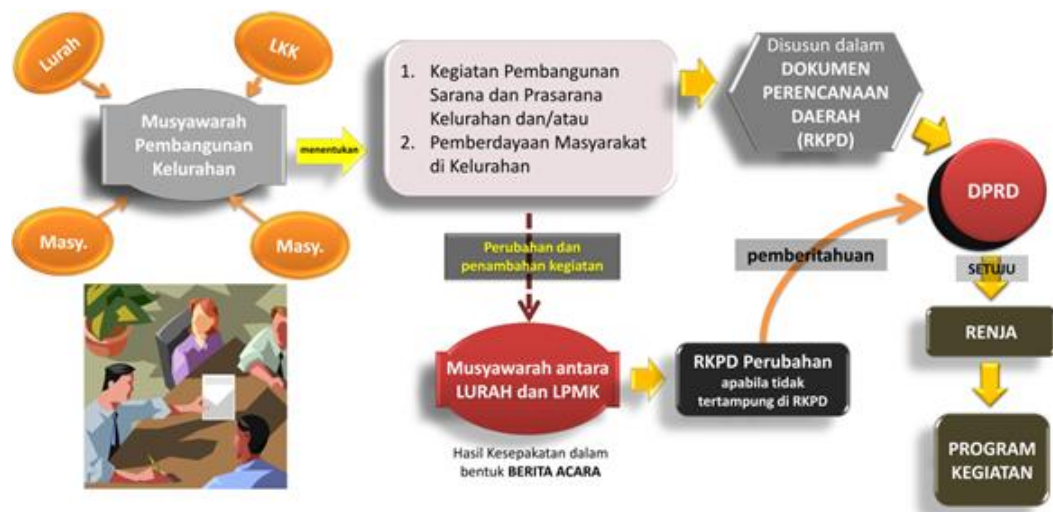 Lurah
LKK
Musyawarah
Pembangunan
Kelurahan
Masy.
Masy.
menentukan
1. Kegiatan Pembangunan
Sarana dan Prasarana
Kelurahan dan/atau
2. Pemberdayaan Masyarakat
di Kelurahan
Disusun dalam
DOKUMEN
PERENCANAAN
DAERAH
(RKPD)
DPRD
SETUJU
RENJA
PROGRAM
KEGIATAN
Perubahan dan
penambahan kegiatan
Musyawarah antara
LURAH dan LPMK
Hasil Kesepakatan dalam
bentuk BERITA ACARA
RKPD Perubahan
apabila tidak
tertampung di RKPD
pemberitahuan